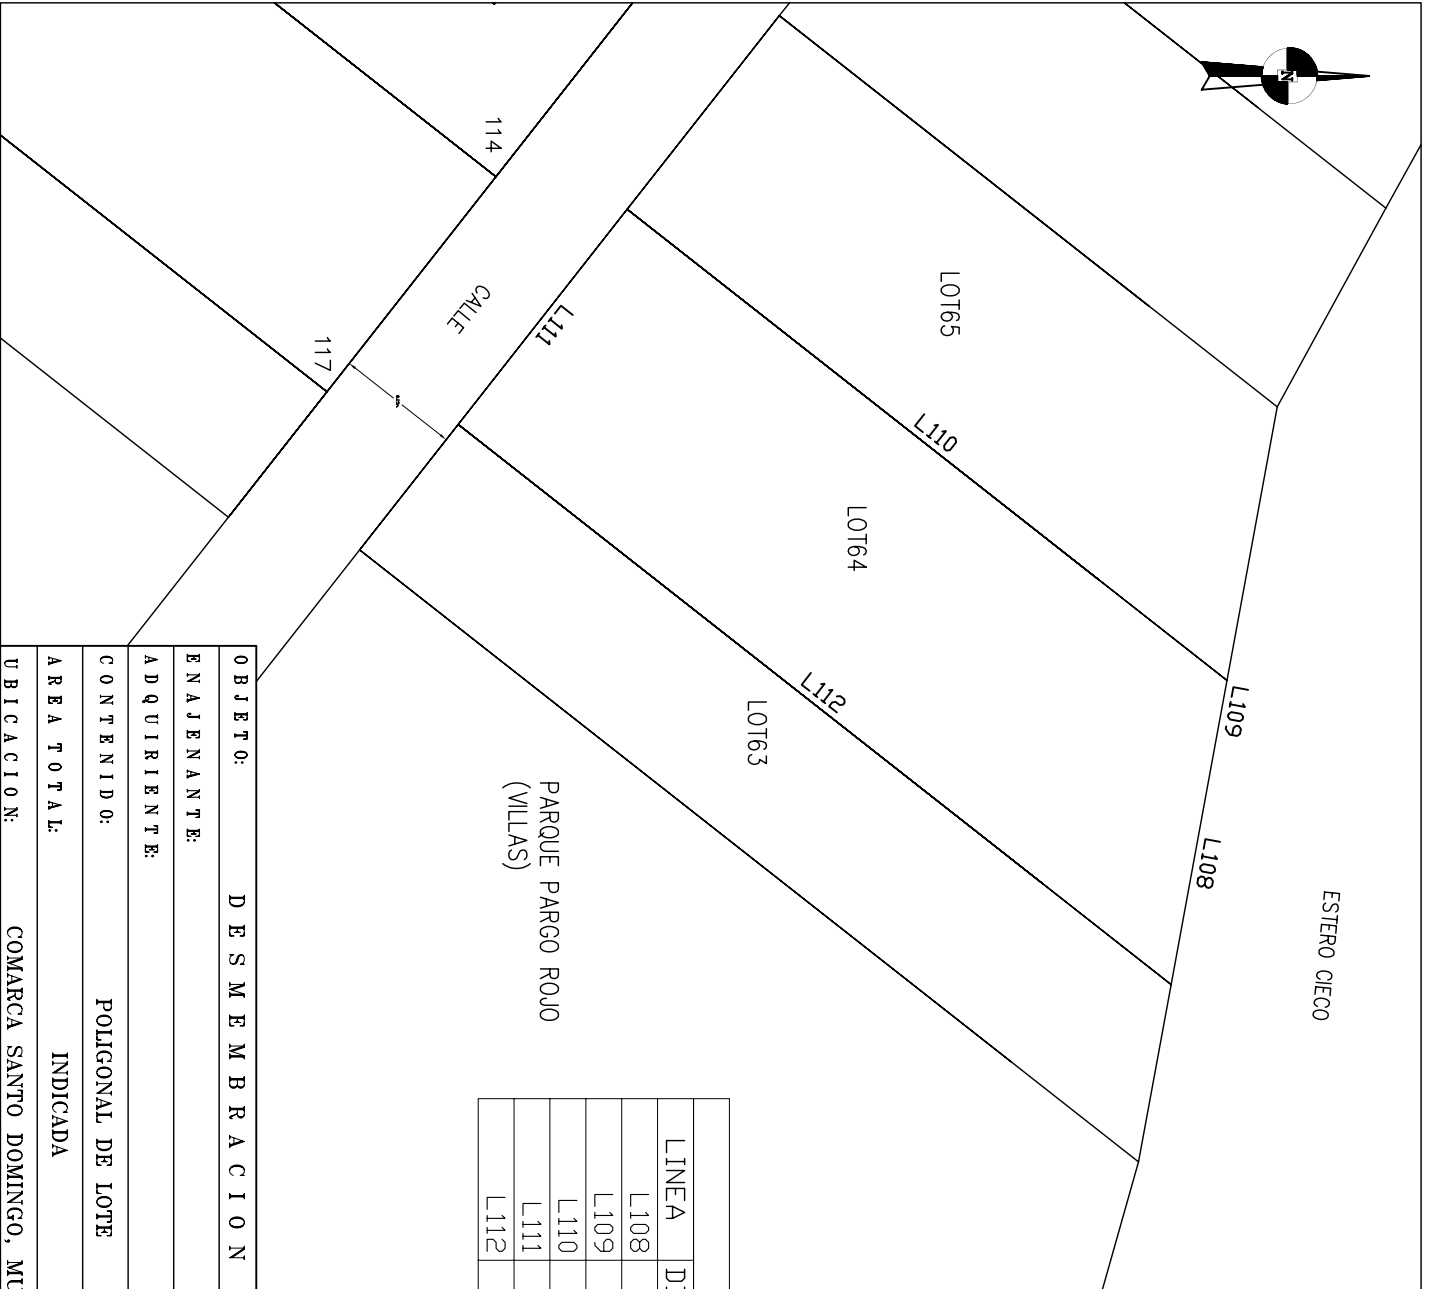 N
ESTERO CIECO
L109
L108
LOT65
L110
LOT64
L112
LOT63
L111
CALLE
114
117
PARQUE PARGO ROJO
(VILLAS)
LINEA
L108
L109
L110
L111
L112
OBJETO: DESMEMBRACION
ENAJENANTE:
ADQUIRIENTE:
CONTENIDO: POLIGONAL DE LOTE
AREA TOTAL: INDICADA
UBICACION: COMARCA SANTO DOMINGO,